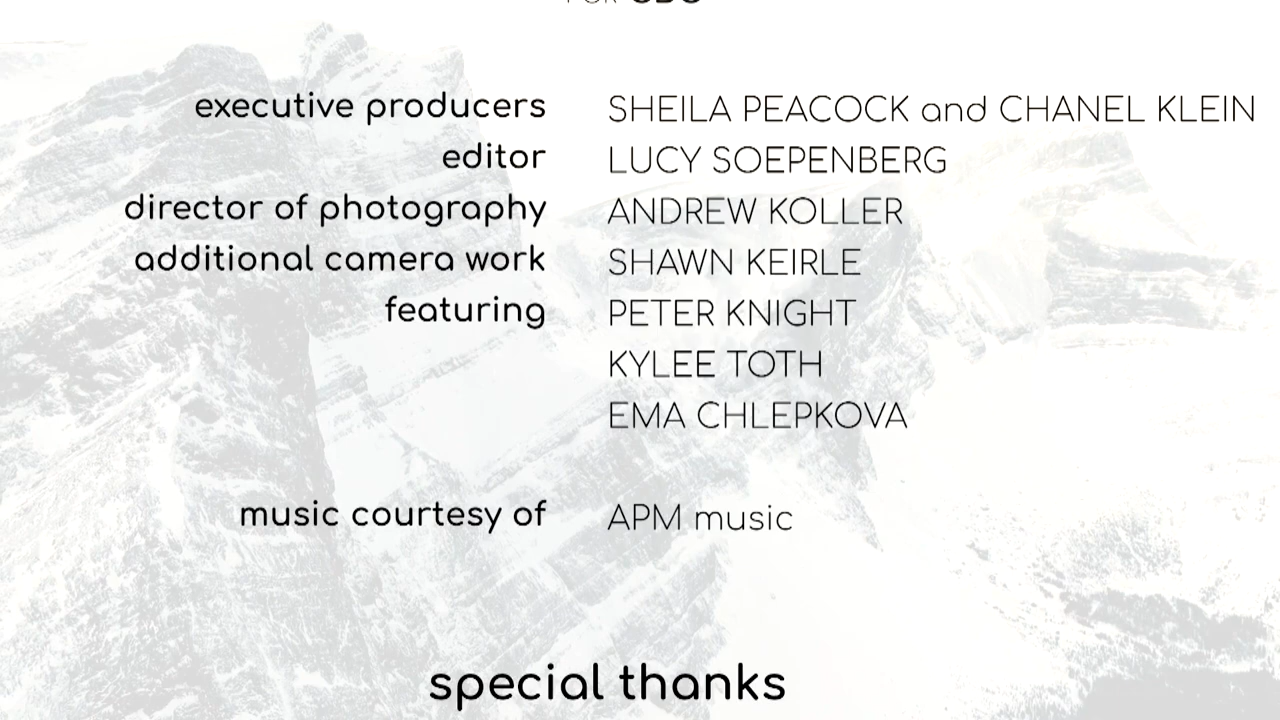 executive producers SHEILA PEACOCK and CHANEL KLEIN
editor LUCY SOEPENBERG
director of photography ANDREW KOLLER
additional camera work SHAWN KEIRLE
featuring PETER KNIGHT
KYLEE TOTH
EMA CHLEPKOVA
music courtesy of APM music
special thanks